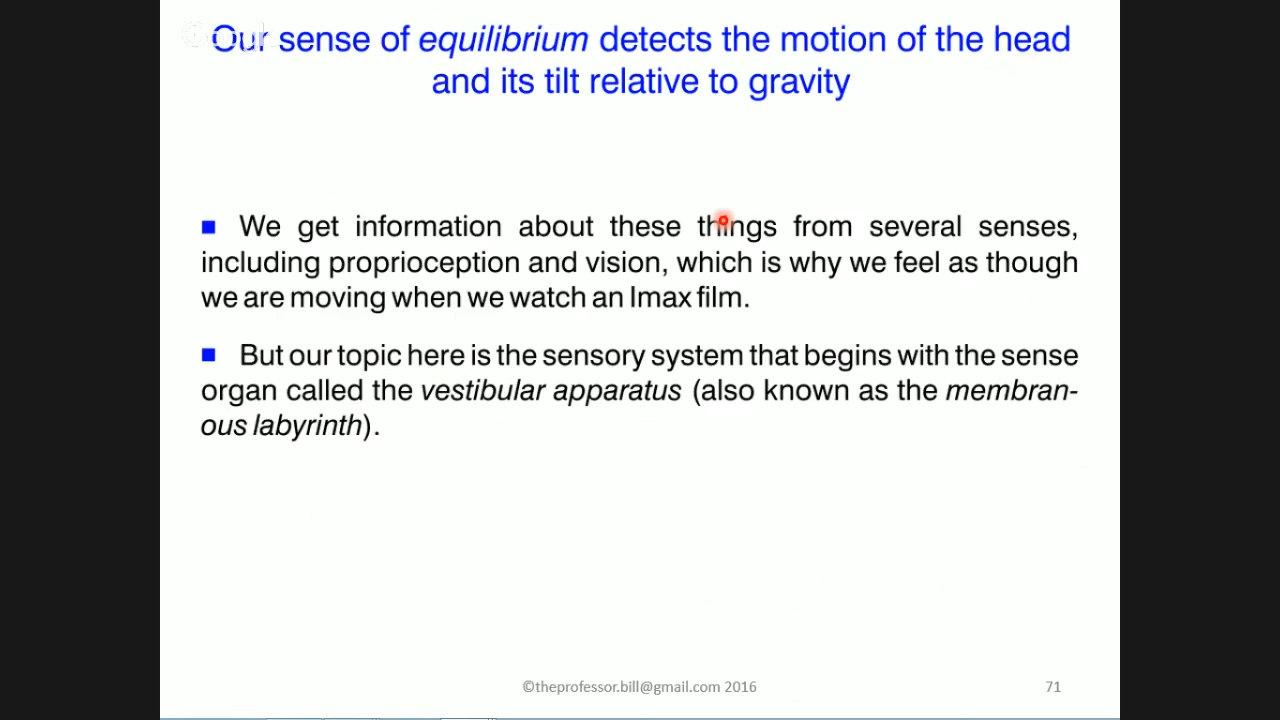 Our sense of equilibrium detects the motion of the head
and its tilt relative to gravity
■ We get information about these things from several senses,
including proprioception and vision, which is why we feel as though
we are moving when we watch an Imax film.
■ But our topic here is the sensory system that begins with the sense
organ called the vestibular apparatus (also known as the membran-
ous labyrinth).
©theprofessor.bill@gmail.com 2016
71